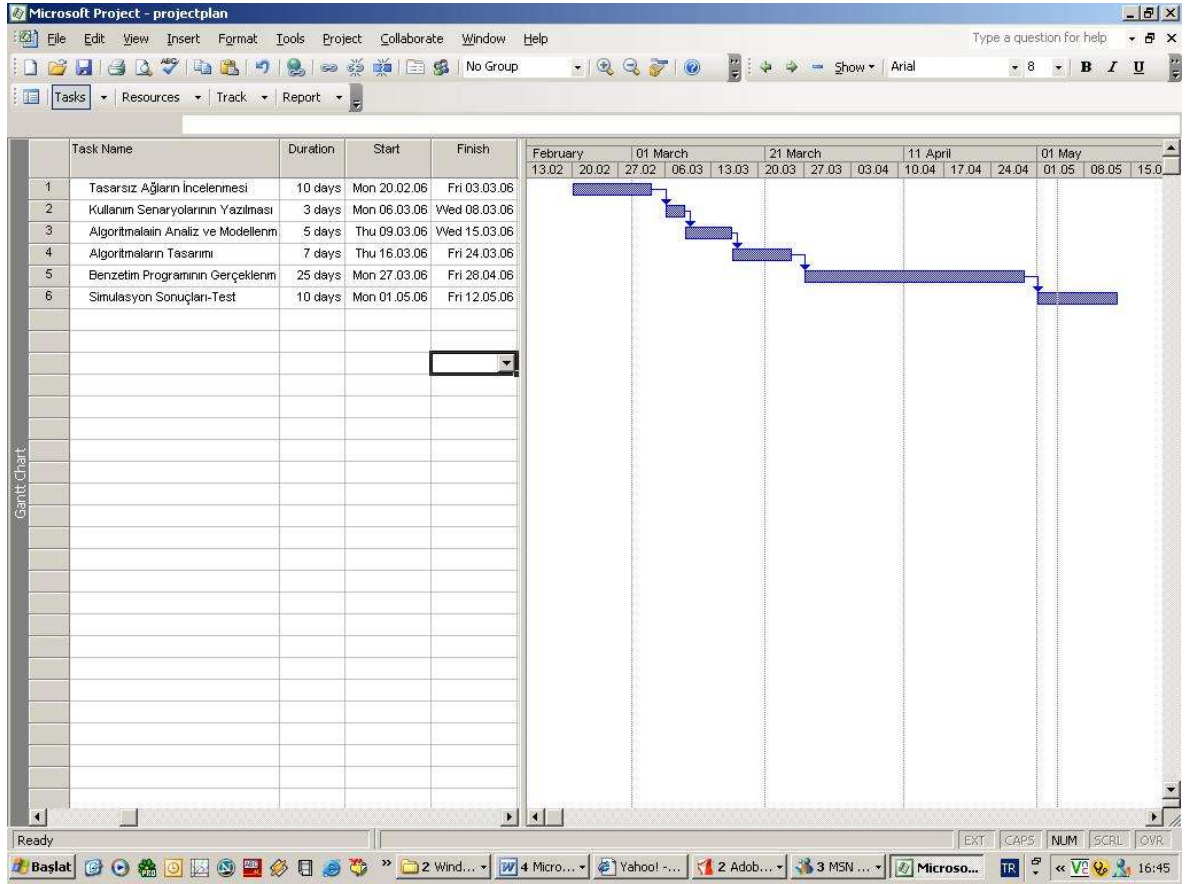 Microsoft Project - projectplan
File Edit View Insert Format Tools Project Collaborate Window Help Type a question for help
No Group Show Arial 8 B I U
Tasks Resources Track Report
Task Name Duration Start Finish
February 01 March 21 March 11 April 01 May
13.02 20.02 27.02 06.03 13.03 20.03 27.03 03.04 10.04 17.04 24.04 01.05 08.05 15.0
1 Tasarsız Ağların İncelenmesi 10 days Mon 20.02.06 Fri 03.03.06
2 Kullanım Senaryolarının Yazılması 3 days Mon 06.03.06 Wed 08.03.06
3 Algoritmalaiin Analiz ve Modellenm 5 days Thu 09.03.06 Wed 15.03.06
4 Algoritmaların Tasarımı 7 days Thu 16.03.06 Fri 24.03.06
5 Benzetim Programının Gerçeklenm 25 days Mon 27.03.06 Fri 28.04.06
6 Simulasyon Sonuçları-Test 10 days Mon 01.05.06 Fri 12.05.06
Gantt Chart
Ready EXT CAPS NUM SCRL OVR
Başlat 2 Wind... 4 Micro... Yahoo! -... 2 Adob... 3 MSN ... Microso... TR 16:45